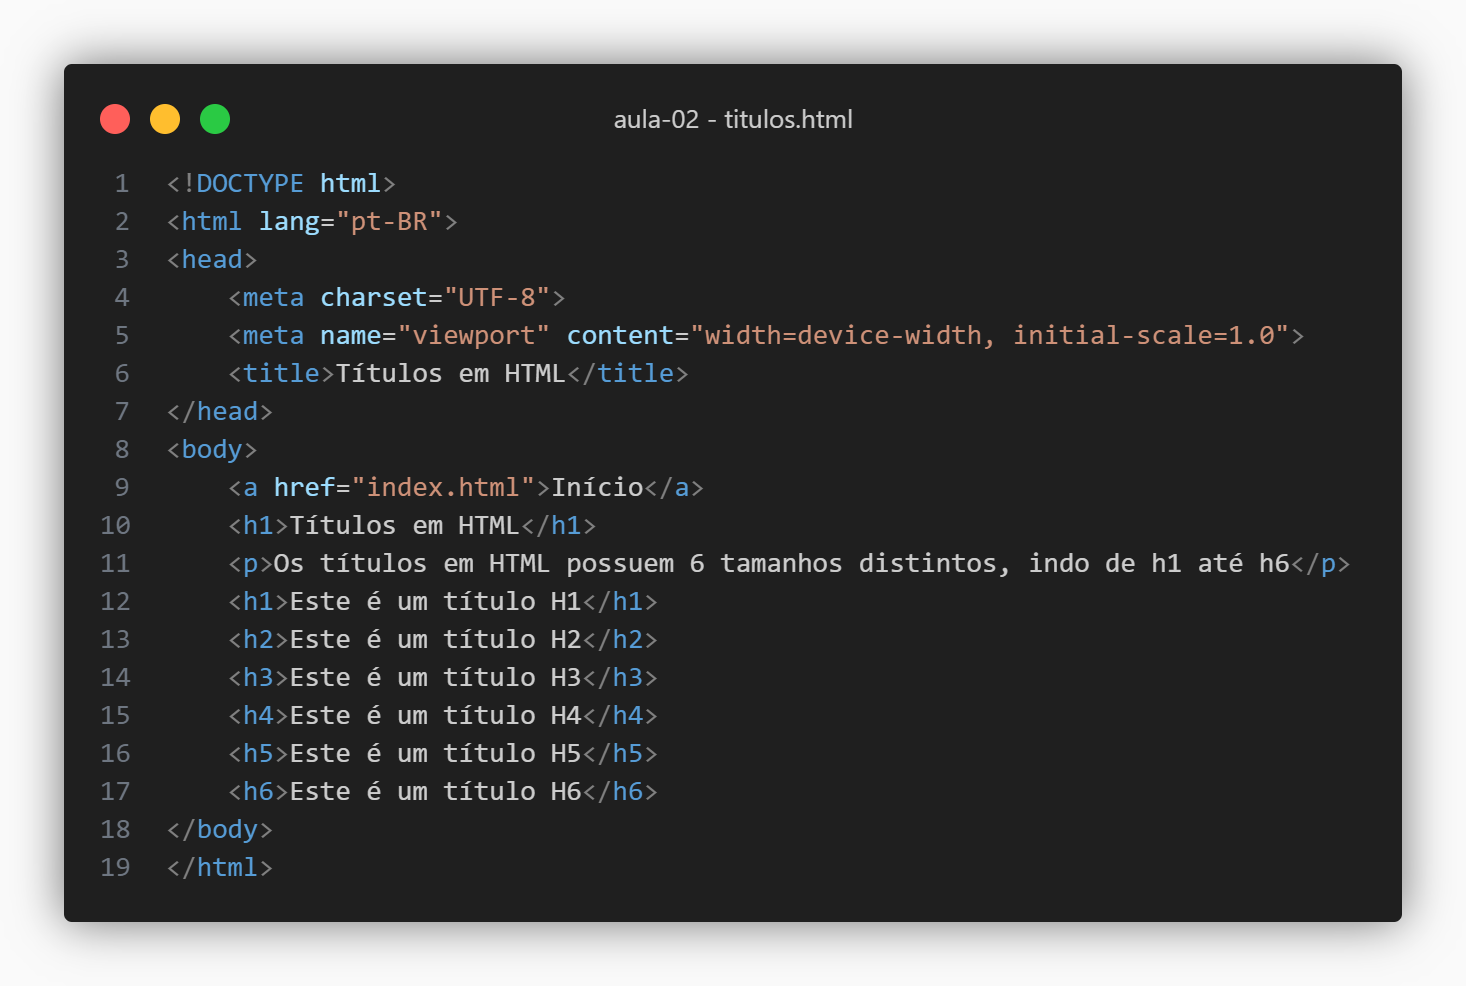 aula-02 - titulos.html
1 <!DOCTYPE html>
2 <html lang="pt-BR">
3 <head>
4     <meta charset="UTF-8">
5     <meta name="viewport" content="width=device-width, initial-scale=1.0">
6     <title>Títulos em HTML</title>
7 </head>
8 <body>
9     <a href="index.html">Início</a>
10     <h1>Títulos em HTML</h1>
11     <p>Os títulos em HTML possuem 6 tamanhos distintos, indo de h1 até h6</p>
12     <h1>Este é um título H1</h1>
13     <h2>Este é um título H2</h2>
14     <h3>Este é um título H3</h3>
15     <h4>Este é um título H4</h4>
16     <h5>Este é um título H5</h5>
17     <h6>Este é um título H6</h6>
18 </body>
19 </html>